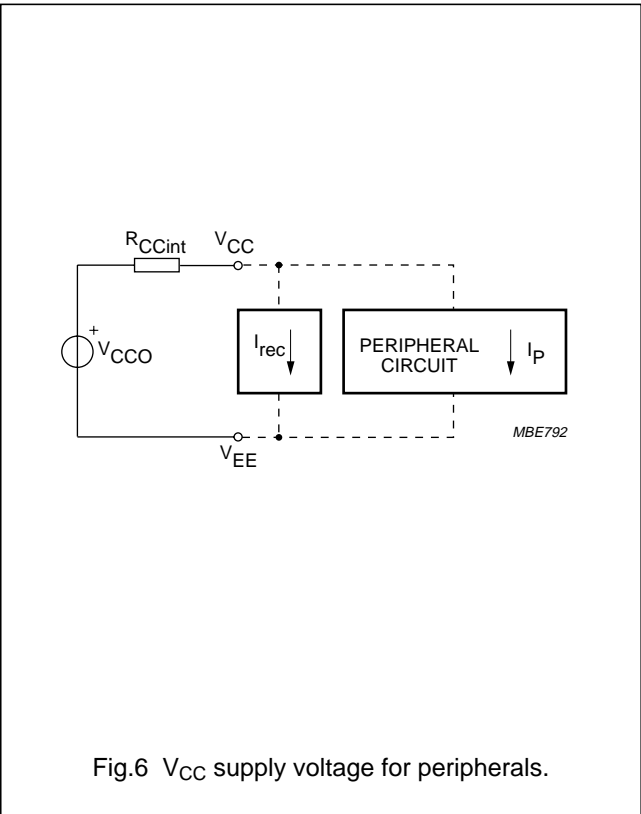 R_CCint
V_CC
+
V_CCO
I_rec
PERIPHERAL
CIRCUIT
I_P
V_EE
MBE792
Fig.6 V_CC supply voltage for peripherals.